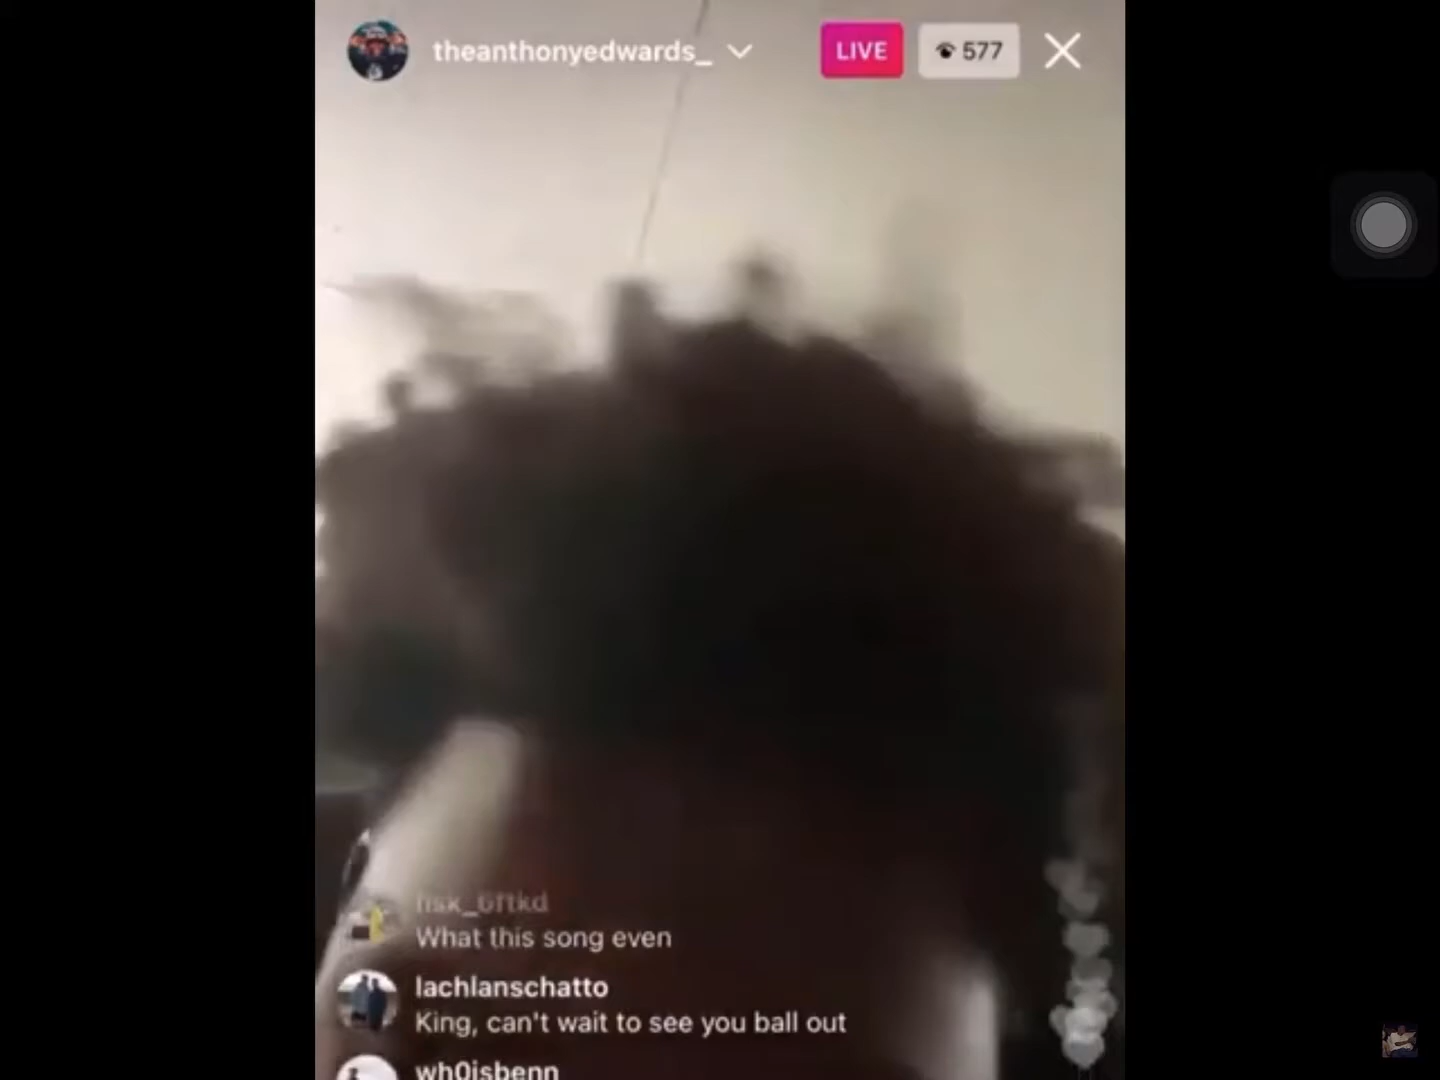 theanthonyedwards_
LIVE
577
What this song even
lachlanschatto
King, can't wait to see you ball out
wh0isbenn